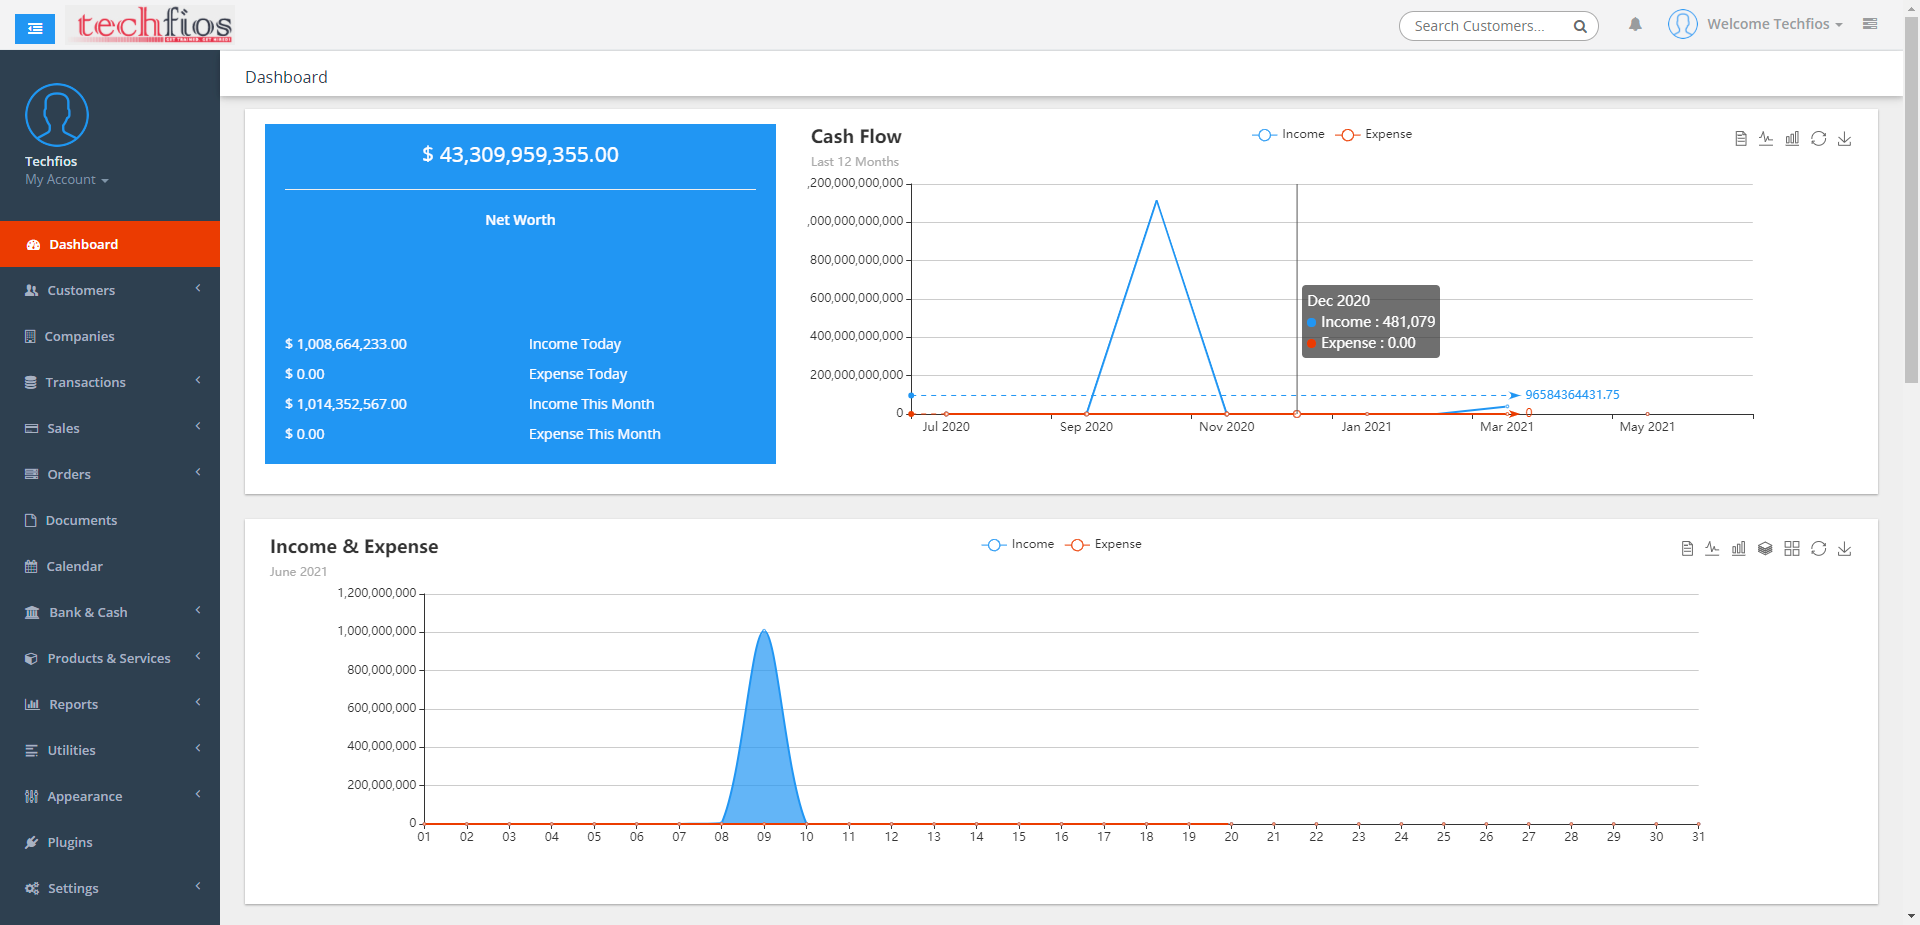 techfios
GET TRAINED. GET HIRED!
Search Customers...
Welcome Techfios
Techfios
My Account
Dashboard
Customers
Companies
Transactions
Sales
Orders
Documents
Calendar
Bank & Cash
Products & Services
Reports
Utilities
Appearance
Plugins
Settings
Dashboard
$ 43,309,959,355.00
Net Worth
$ 1,008,664,233.00 Income Today
$ 0.00 Expense Today
$ 1,014,352,567.00 Income This Month
$ 0.00 Expense This Month
Cash Flow
Last 12 Months
Income Expense
,200,000,000,000
,000,000,000,000
800,000,000,000
600,000,000,000
400,000,000,000
200,000,000,000
0
Dec 2020
Income : 481,079
Expense : 0.00
96584364431.75
0
Jul 2020 Sep 2020 Nov 2020 Jan 2021 Mar 2021 May 2021
Income & Expense
June 2021
Income Expense
1,200,000,000
1,000,000,000
800,000,000
600,000,000
400,000,000
200,000,000
0
01 02 03 04 05 06 07 08 09 10 11 12 13 14 15 16 17 18 19 20 21 22 23 24 25 26 27 28 29 30 31